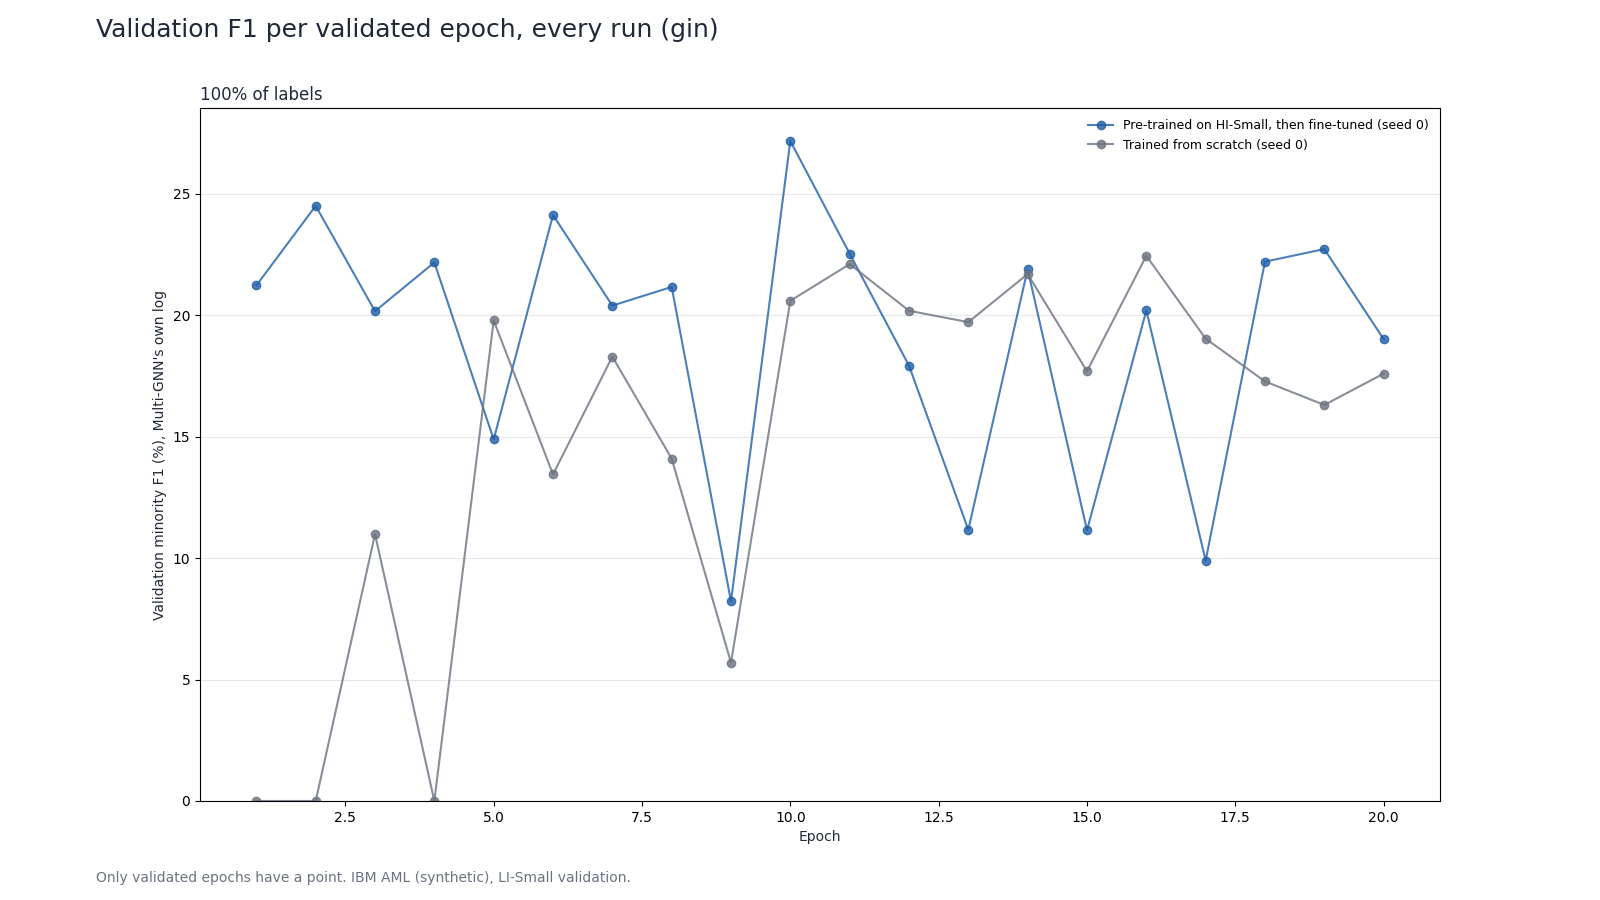 Validation F1 per validated epoch, every run (gin)
100% of labels
Pre-trained on HI-Small, then fine-tuned (seed 0)
Trained from scratch (seed 0)
Validation minority F1 (%), Multi-GNN's own log
25
20
15
10
5
0
2.5 5.0 7.5 10.0 12.5 15.0 17.5 20.0
Epoch
Only validated epochs have a point. IBM AML (synthetic), LI-Small validation.